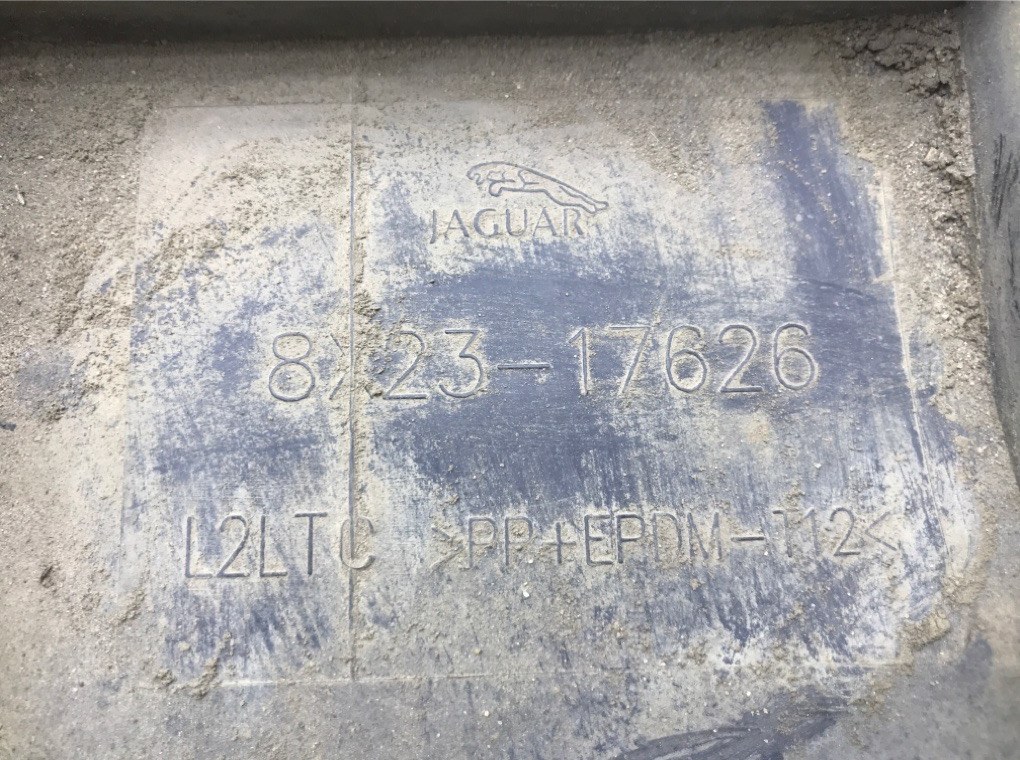 JAGUAR
8X23-17626
L2LTC >PP+EPDM-T12<